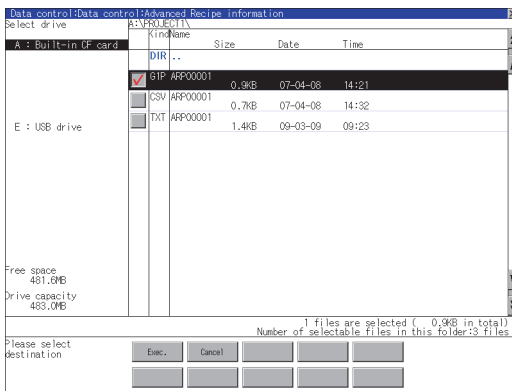 Data control:Data control:Advanced Recipe information
Select drive
A:\PROJECT1\
Kind Name
Size Date Time
A : Built-in CF card
DIR ..
G1P ARP00001
0.9KB 07-04-08 14:21
CSV ARP00001
0.7KB 07-04-08 14:32
TXT ARP00001
1.4KB 09-03-09 09:23
E : USB drive
Free space
481.6MB
Drive capacity
483.0MB
1 files are selected ( 0.9KB in total)
Number of selectable files in this folder:3 files
Please select
destination
Exec. Cancel